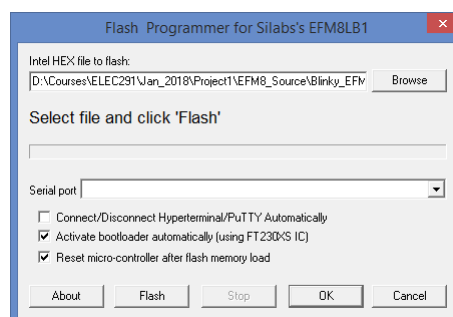 Flash Programmer for Silabs's EFM8LB1
Intel HEX file to flash:
D:\Courses\ELEC291\Jan_2018\Project1\EFM8_Source\Blinky_EFM Browse
Select file and click 'Flash'
Serial port
Connect/Disconnect Hyperterminal/PuTTY Automatically
Activate bootloader automatically (using FT230XS IC)
Reset micro-controller after flash memory load
About Flash Stop OK Cancel